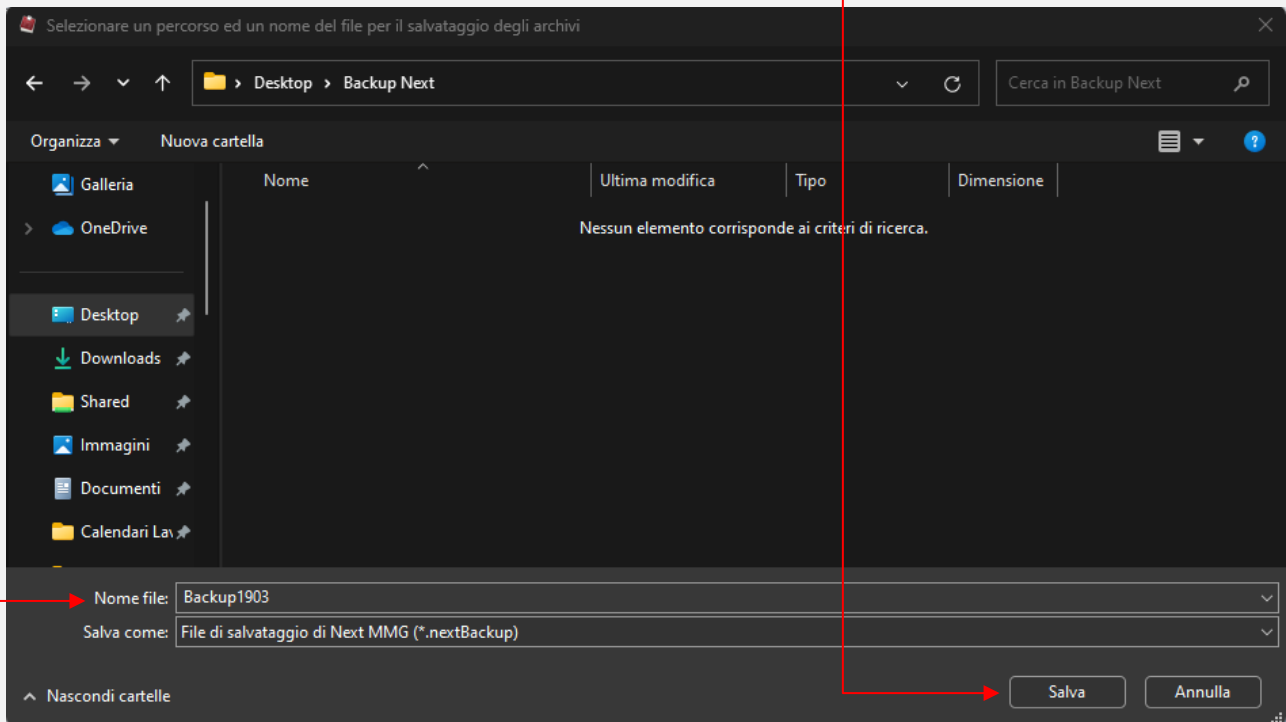 Selezionare un percorso ed un nome del file per il salvataggio degli archivi
Desktop > Backup Next
Cerca in Backup Next
Organizza
Nuova cartella
?
Galleria
OneDrive
Desktop
Downloads
Shared
Immagini
Documenti
Calendari Lav
Nome
Ultima modifica
Tipo
Dimensione
Nessun elemento corrisponde ai criteri di ricerca.
Nome file: Backup1903
Salva come: File di salvataggio di Next MMG (*.nextBackup)
Nascondi cartelle
Salva
Annulla